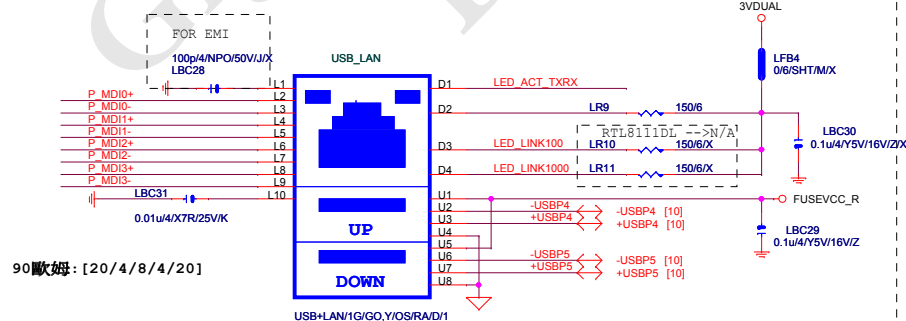 3VDUAL
FOR EMI
100p/4/NPO/50V/J/X
LBC28
USB_LAN
LFB4
0/6/SHT/M/X
L1
D1
LED_ACT_TXRX
P_MDI0+
L2
P_MDI0-
L3
D2
LR9
150/6
P_MDI1+
L4
P_MDI1-
L5
RTL8111DL -->N/A
P_MDI2+
L6
D3
LED_LINK100
LR10
150/6/X
LBC30
0.1u/4/Y5V/16V/Z/X
P_MDI2-
L7
P_MDI3+
L8
D4
LED_LINK1000
LR11
150/6/X
P_MDI3-
L9
LBC31
L10
U1
FUSEVCC_R
0.01u/4/X7R/25V/K
U2
-USBP4
-USBP4 [10]
U3
+USBP4
+USBP4 [10]
UP
U4
LBC29
0.1u/4/Y5V/16V/Z
U5
U6
-USBP5
-USBP5 [10]
90歐姆:[20/4/8/4/20]
U7
+USBP5
+USBP5 [10]
DOWN
U8
USB+LAN/1G/GO,Y/OS/RA/D/1